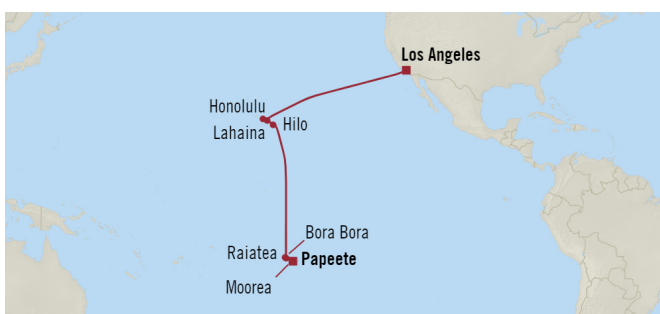 Los Angeles
Honolulu
Lahaina
Hilo
Bora Bora
Raiatea
Papeete
Moorea